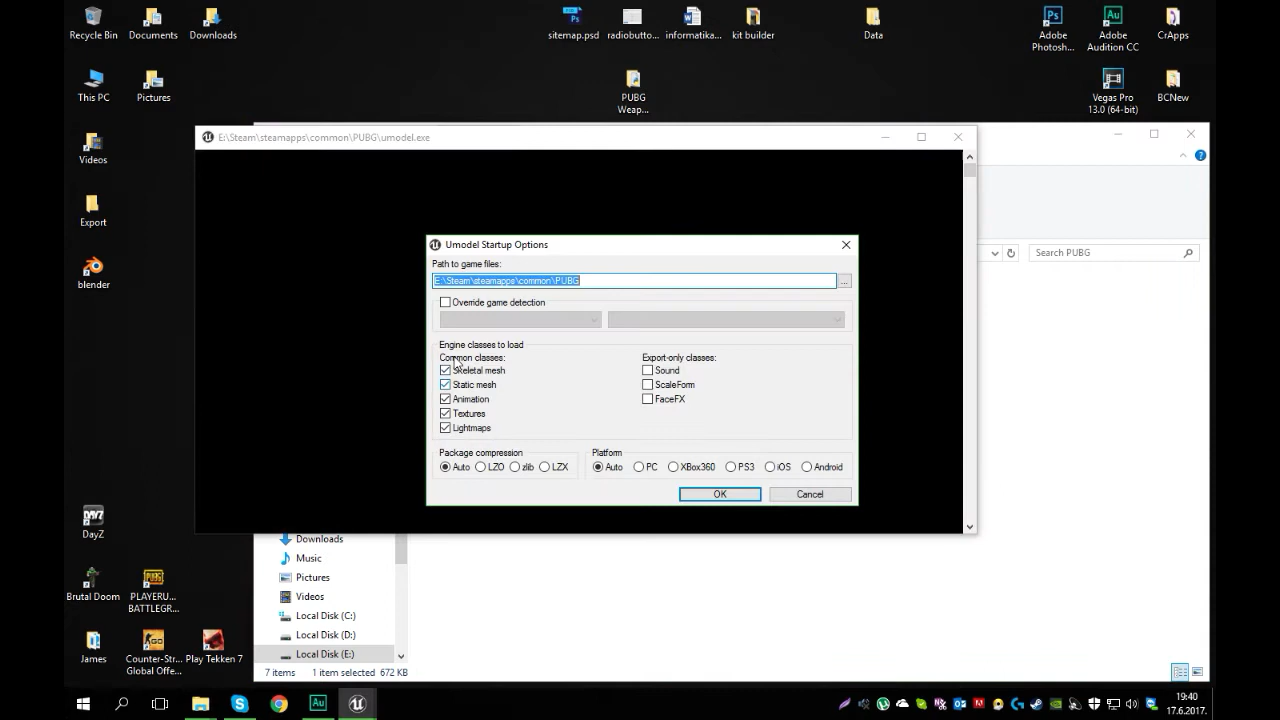 Recycle Bin
Documents
Downloads
sitemap.psd
radiobutto...
informatika...
kit builder
Data
Adobe
Photosh...
Adobe
Audition CC
CrApps
This PC
Pictures
PUBG
Weap...
Vegas Pro
13.0 (64-bit)
BCNew
Videos
Export
blender
DayZ
Brutal Doom
PLAYERU...
BATTLEGR...
James
Counter-Str...
Global Offe...
Play Tekken 7
E:\Steam\steamapps\common\PUBG\umodel.exe
Search PUBG
Umodel Startup Options
Path to game files:
E:\Steam\steamapps\common\PUBG
...
Override game detection
Engine classes to load
Common classes:
Export-only classes:
Skeletal mesh
Sound
Static mesh
ScaleForm
Animation
FaceFX
Textures
Lightmaps
Package compression
Platform
Auto LZO zlib LZX
Auto PC XBox360 PS3 iOS Android
OK
Cancel
Downloads
Music
Pictures
Videos
Local Disk (C:)
Local Disk (D:)
Local Disk (E:)
7 items 1 item selected 672 KB
19:40
17.6.2017.